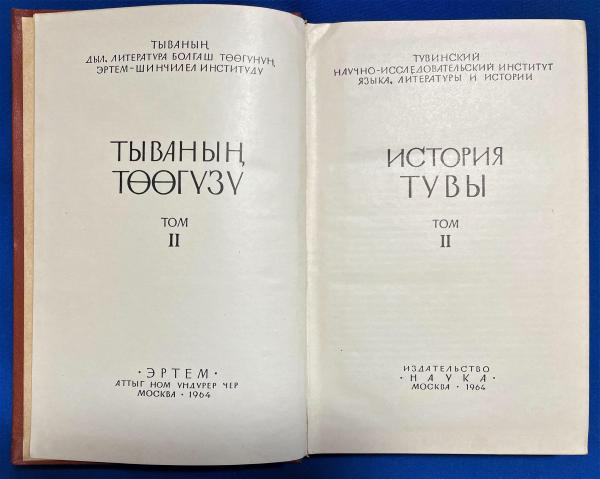 ТЫВАНЫҢ
ДЫЛ, ЛИТЕРАТУРА БОЛГАШ ТӨӨГҮНҮҢ
ЭРТЕМ-ШИНЧИЛЕЛ ИНСТИТУДУ
ТЫВАНЫҢ
ТӨӨГҮЗҮ
ТОМ
II
· ЭРТЕМ ·
АТТЫГ НОМ ҮНДҮРЕР ЧЕР
МОСКВА · 1964
ТУВИНСКИЙ
НАУЧНО-ИССЛЕДОВАТЕЛЬСКИЙ ИНСТИТУТ
ЯЗЫКА, ЛИТЕРАТУРЫ И ИСТОРИИ
ИСТОРИЯ
ТУВЫ
ТОМ
II
ИЗДАТЕЛЬСТВО
· НАУКА ·
МОСКВА · 1964